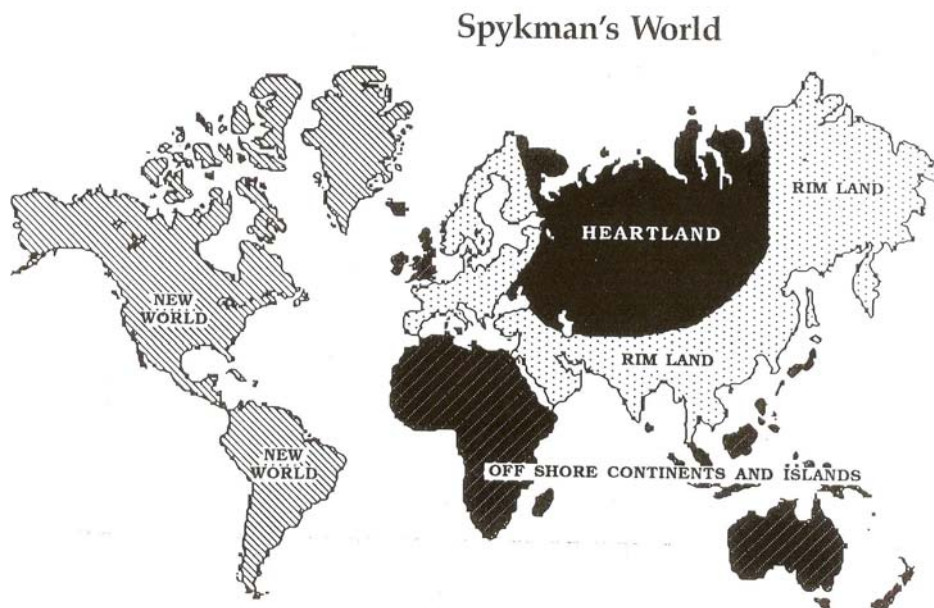 Spykman's World
RIM LAND
HEARTLAND
NEW
WORLD
RIM LAND
NEW
WORLD
OFF SHORE CONTINENTS AND ISLANDS